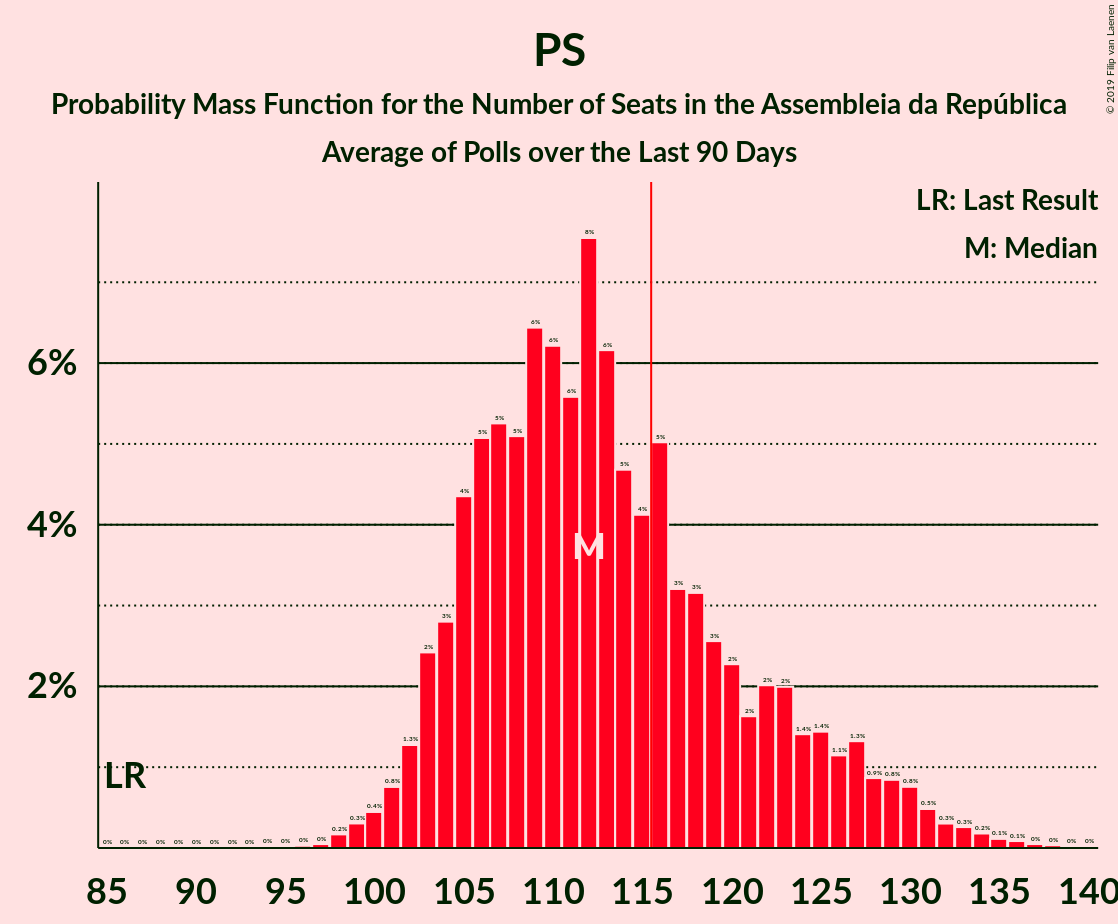 PS
Probability Mass Function for the Number of Seats in the Assembleia da República
Average of Polls over the Last 90 Days
© 2019 Filip van Laenen
LR: Last Result
M: Median
8%
6% 6% 6% 6% 6%
5% 5% 5% 5% 5%
4% 4% 4%
M
3% 3% 3% 3%
2% 2% 2% 2% 2% 2%
1.3% 1.4% 1.4% 1.1% 1.3%
LR
0.8% 0.9% 0.8% 0.8%
0% 0% 0% 0% 0% 0% 0% 0% 0% 0% 0% 0% 0% 0.2% 0.3% 0.4% 0.5% 0.3% 0.3% 0.2% 0.1% 0.1% 0% 0% 0% 0%
85 90 95 100 105 110 115 120 125 130 135 140